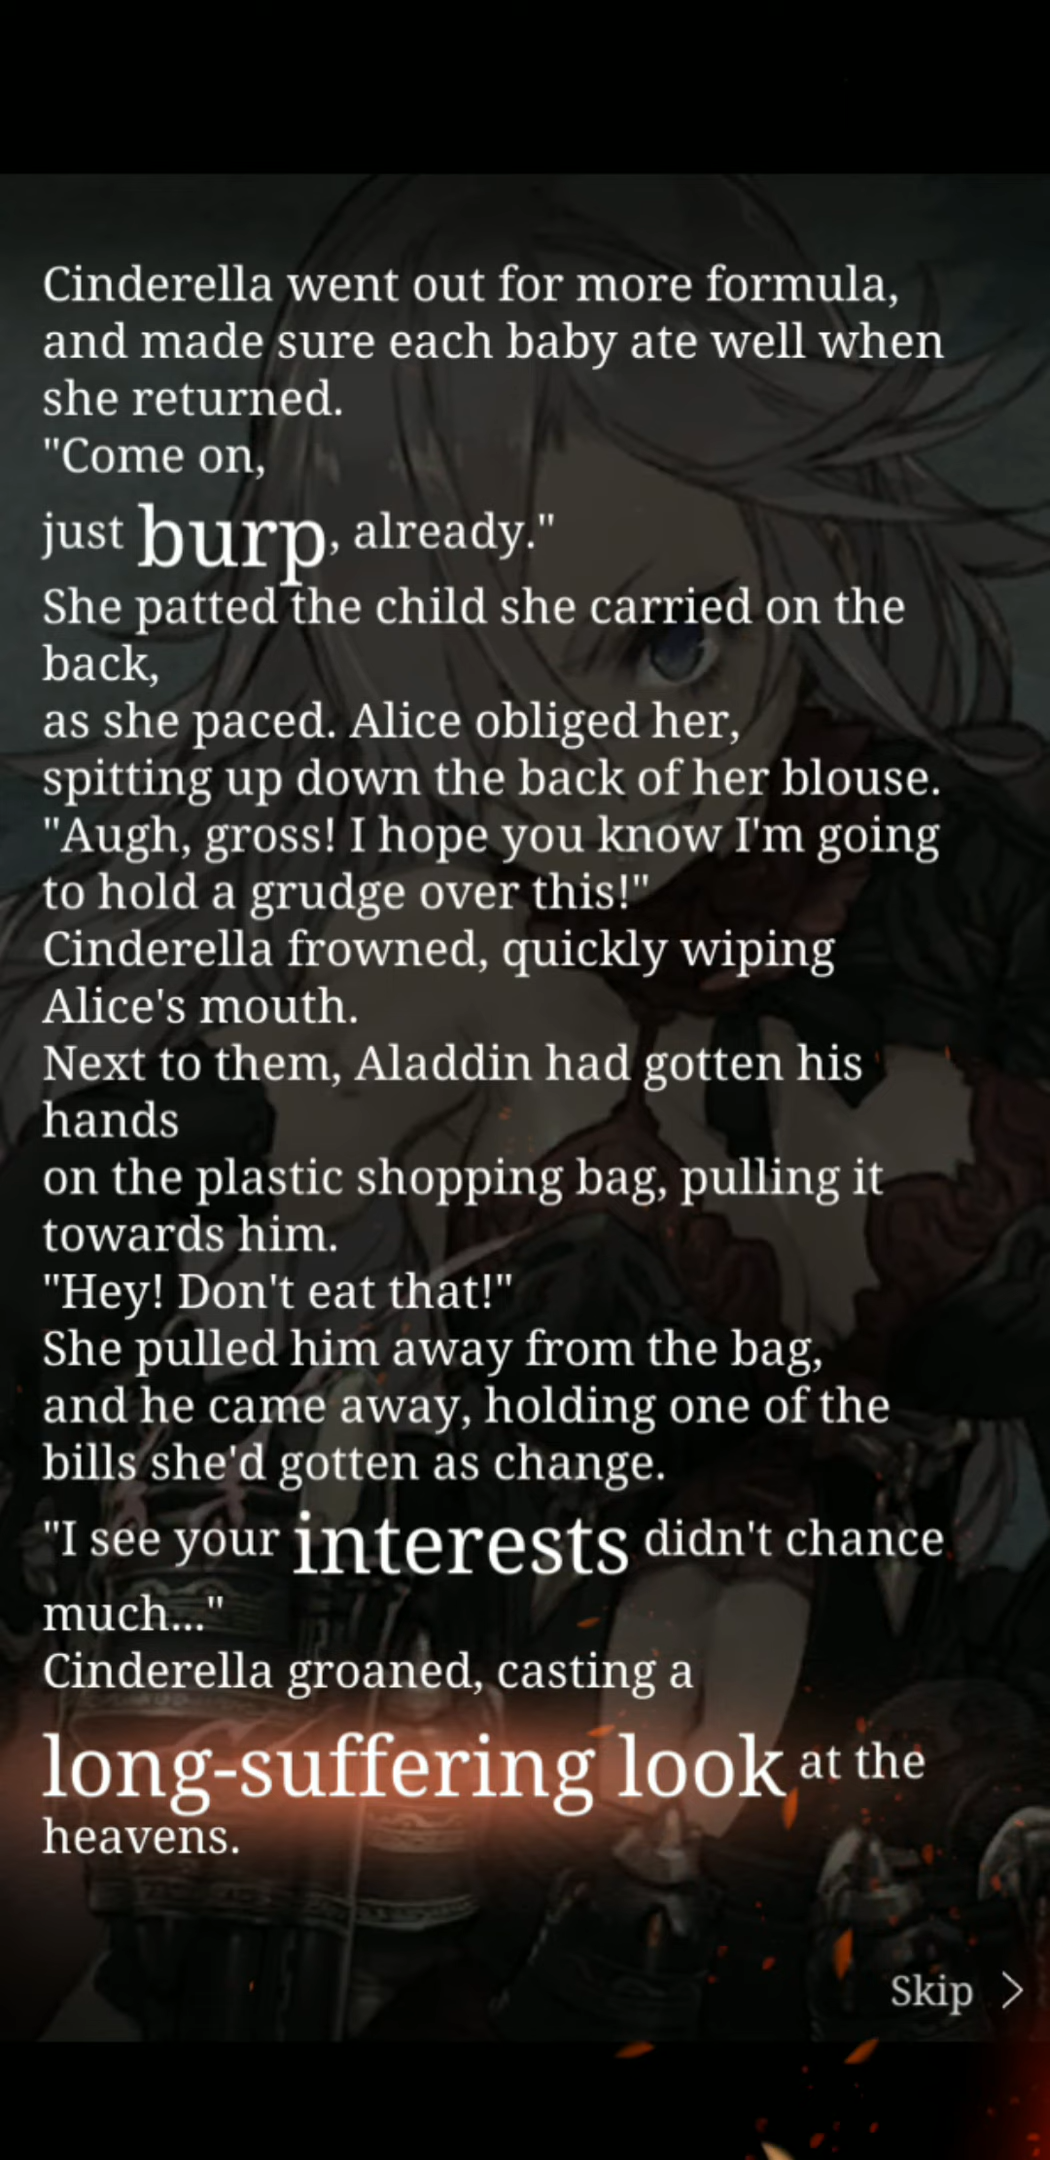 Cinderella went out for more formula,
and made sure each baby ate well when
she returned.
"Come on,
just burp, already."
She patted the child she carried on the
back,
as she paced. Alice obliged her,
spitting up down the back of her blouse.
"Augh, gross! I hope you know I'm going
to hold a grudge over this!"
Cinderella frowned, quickly wiping
Alice's mouth.
Next to them, Aladdin had gotten his
hands
on the plastic shopping bag, pulling it
towards him.
"Hey! Don't eat that!"
She pulled him away from the bag,
and he came away, holding one of the
bills she'd gotten as change.
"I see your interests didn't chance
much..."
Cinderella groaned, casting a
long-suffering look at the
heavens.
Skip >